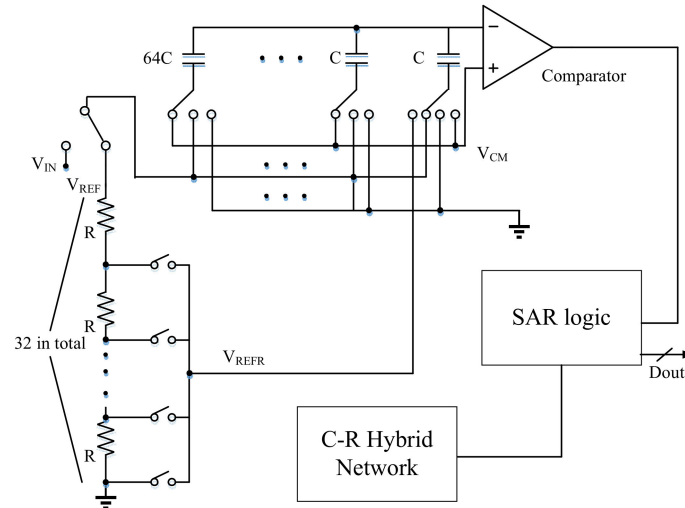 64C
C
C
−
+
Comparator
V_IN
V_REF
V_CM
R
R
32 in total
V_REFR
R
SAR logic
Dout
C-R Hybrid
Network